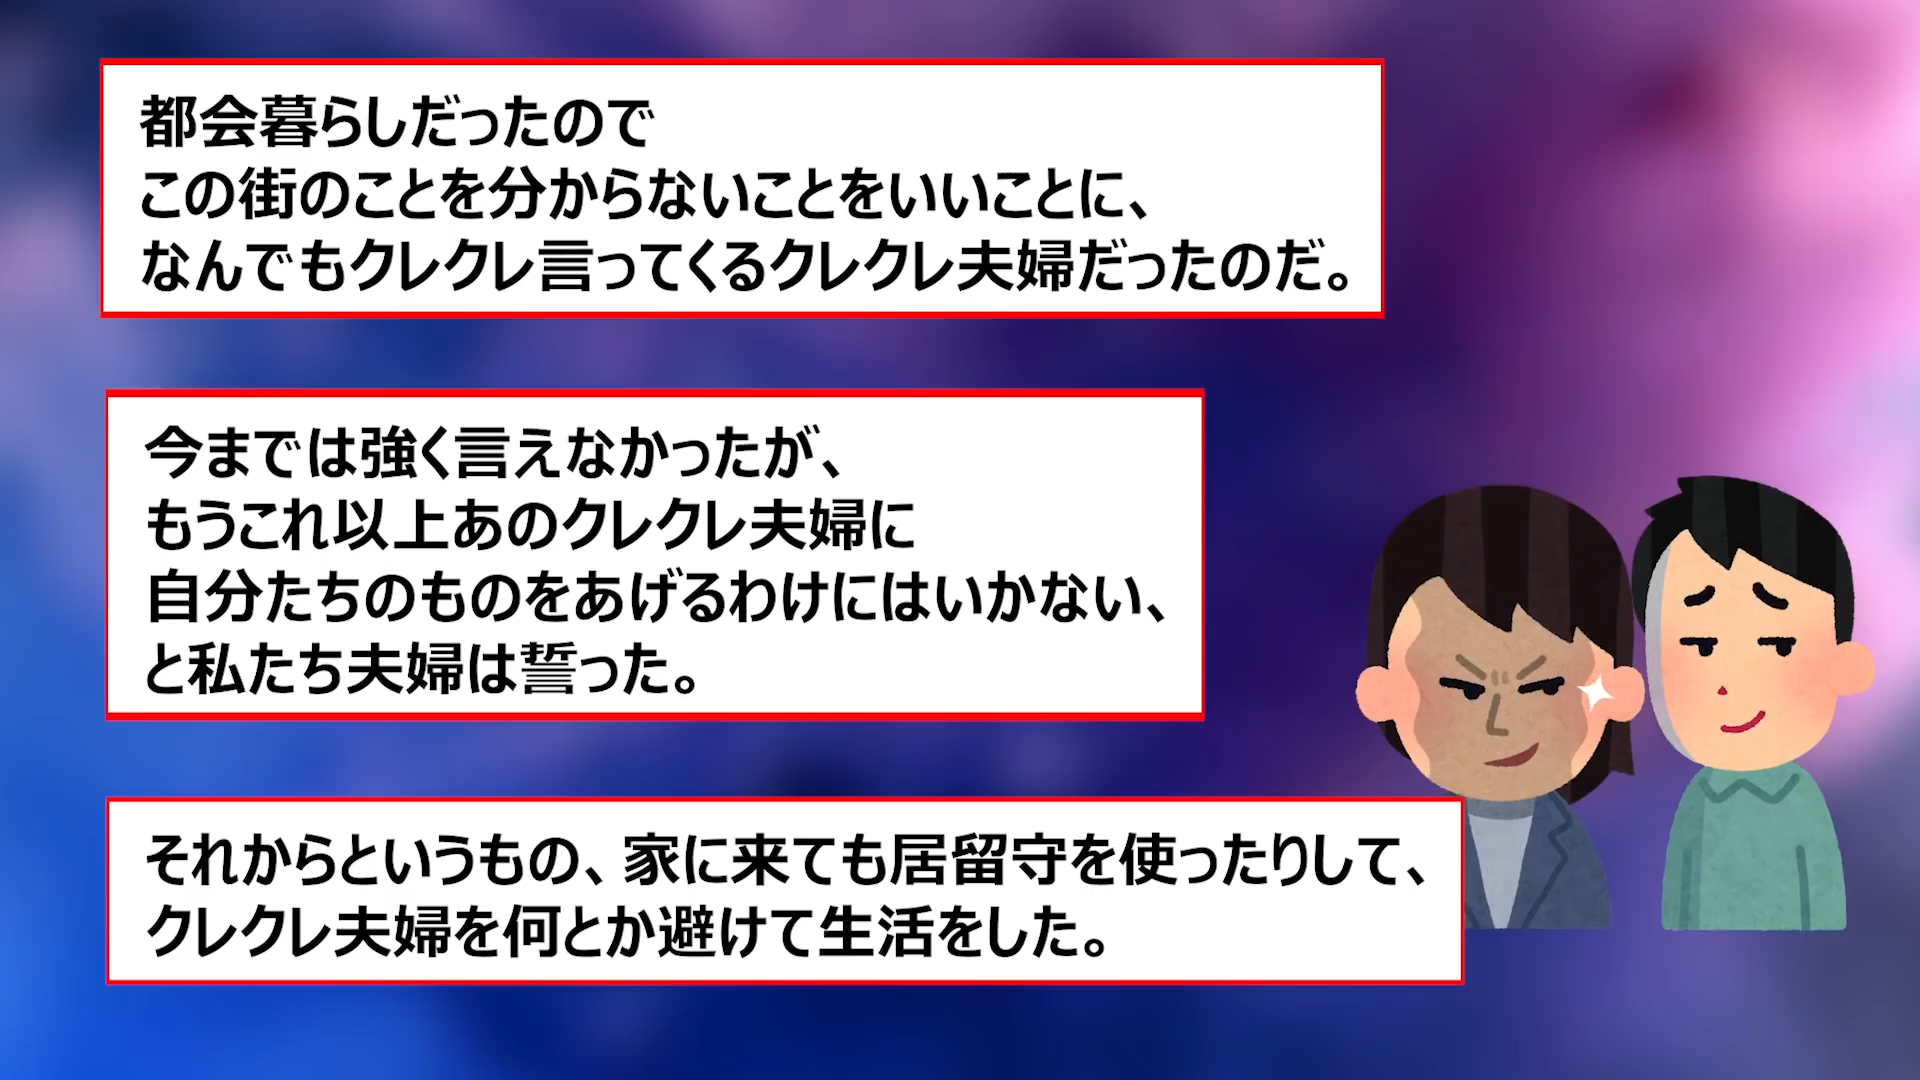 都会暮らしだったので
この街のことを分からないことをいいことに、
なんでもクレクレ言ってくるクレクレ夫婦だったのだ。
今までは強く言えなかったが、
もうこれ以上あのクレクレ夫婦に
自分たちのものをあげるわけにはいかない、
と私たち夫婦は誓った。
それからというもの、家に来ても居留守を使ったりして、
クレクレ夫婦を何とか避けて生活をした。